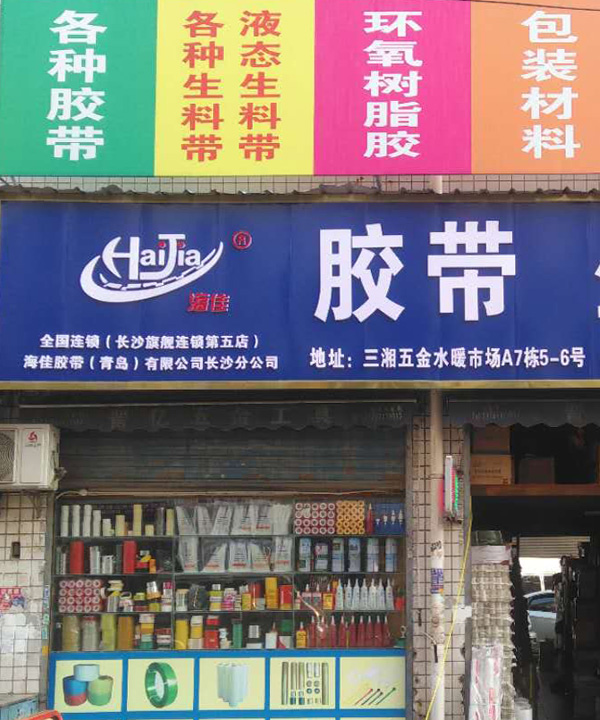 各种胶带
各种生料带
液态生料带
环氧树脂胶
包装材料
HaiJia
海佳
胶带
全国连锁（长沙旗舰连锁第五店）
海佳胶带（青岛）有限公司长沙分公司
地址：三湘五金水暖市场A7栋5-6号